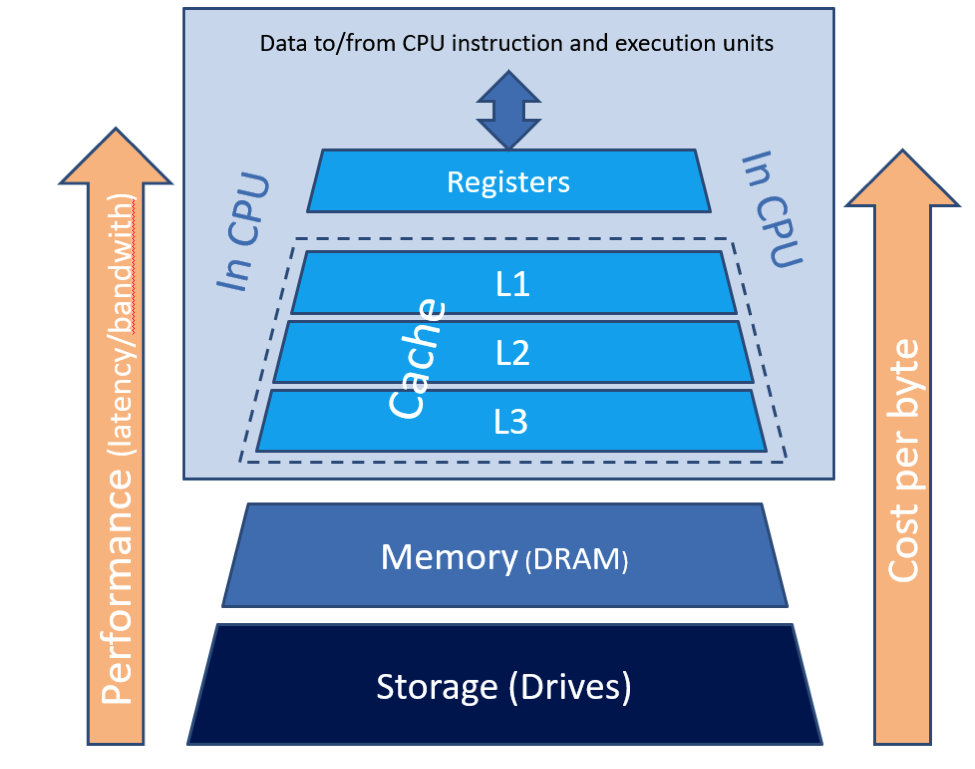 Data to/from CPU instruction and execution units
Registers
In CPU
In CPU
L1
L2
L3
Cache
Memory (DRAM)
Storage (Drives)
Performance (latency/bandwith)
Cost per byte